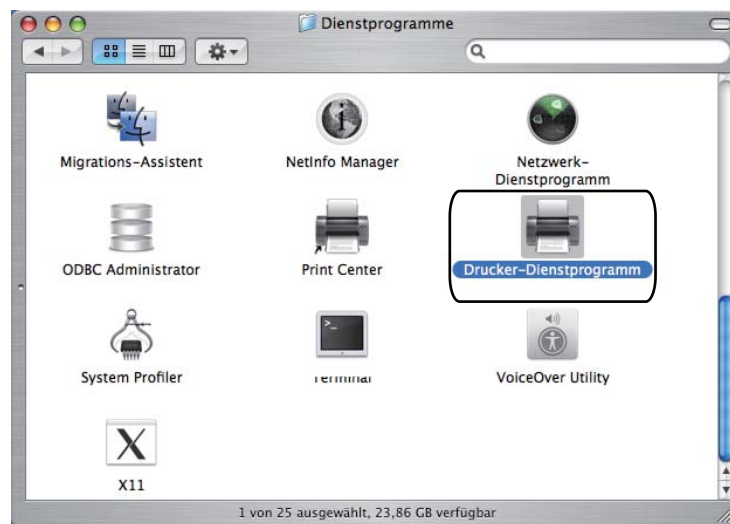 Dienstprogramme
Migrations-Assistent
NetInfo Manager
Netzwerk-
Dienstprogramm
ODBC Administrator
Print Center
Drucker-Dienstprogramm
System Profiler
Terminal
VoiceOver Utility
X11
1 von 25 ausgewählt, 23,86 GB verfügbar